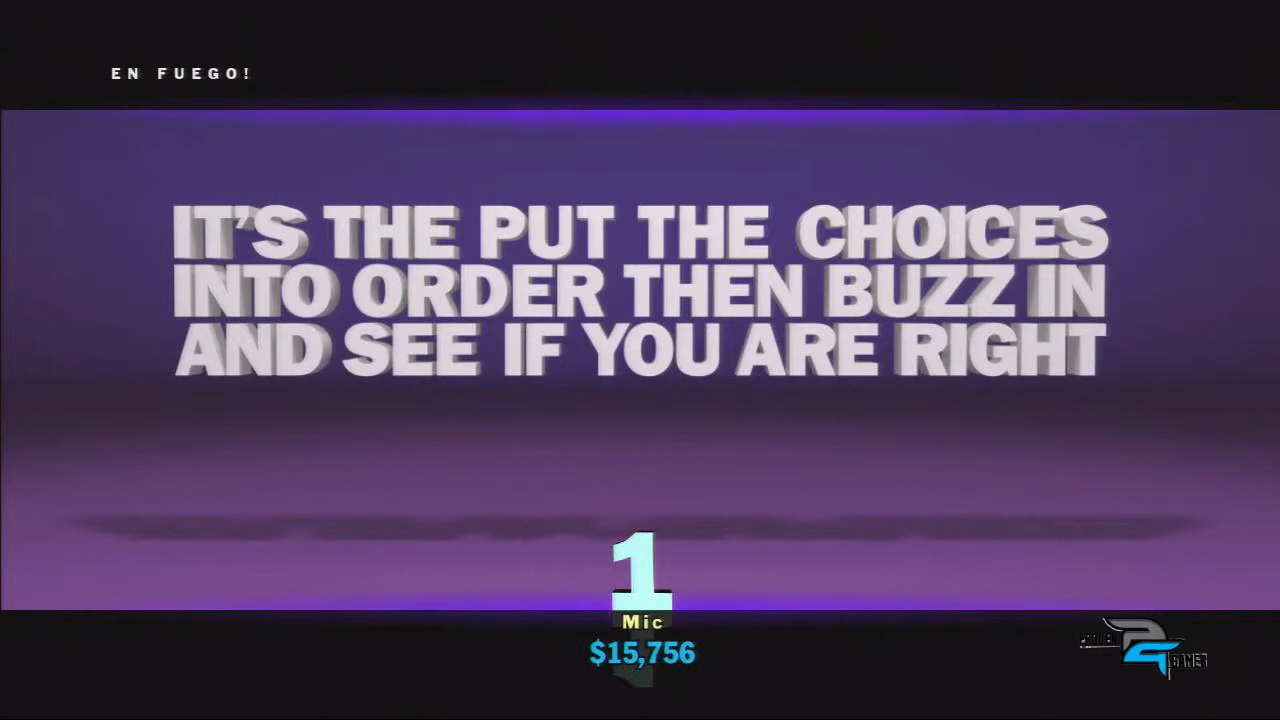 EN FUEGO!
IT'S THE PUT THE CHOICES
INTO ORDER THEN BUZZ IN
AND SEE IF YOU ARE RIGHT
1
Mic
$15,756
GAMER